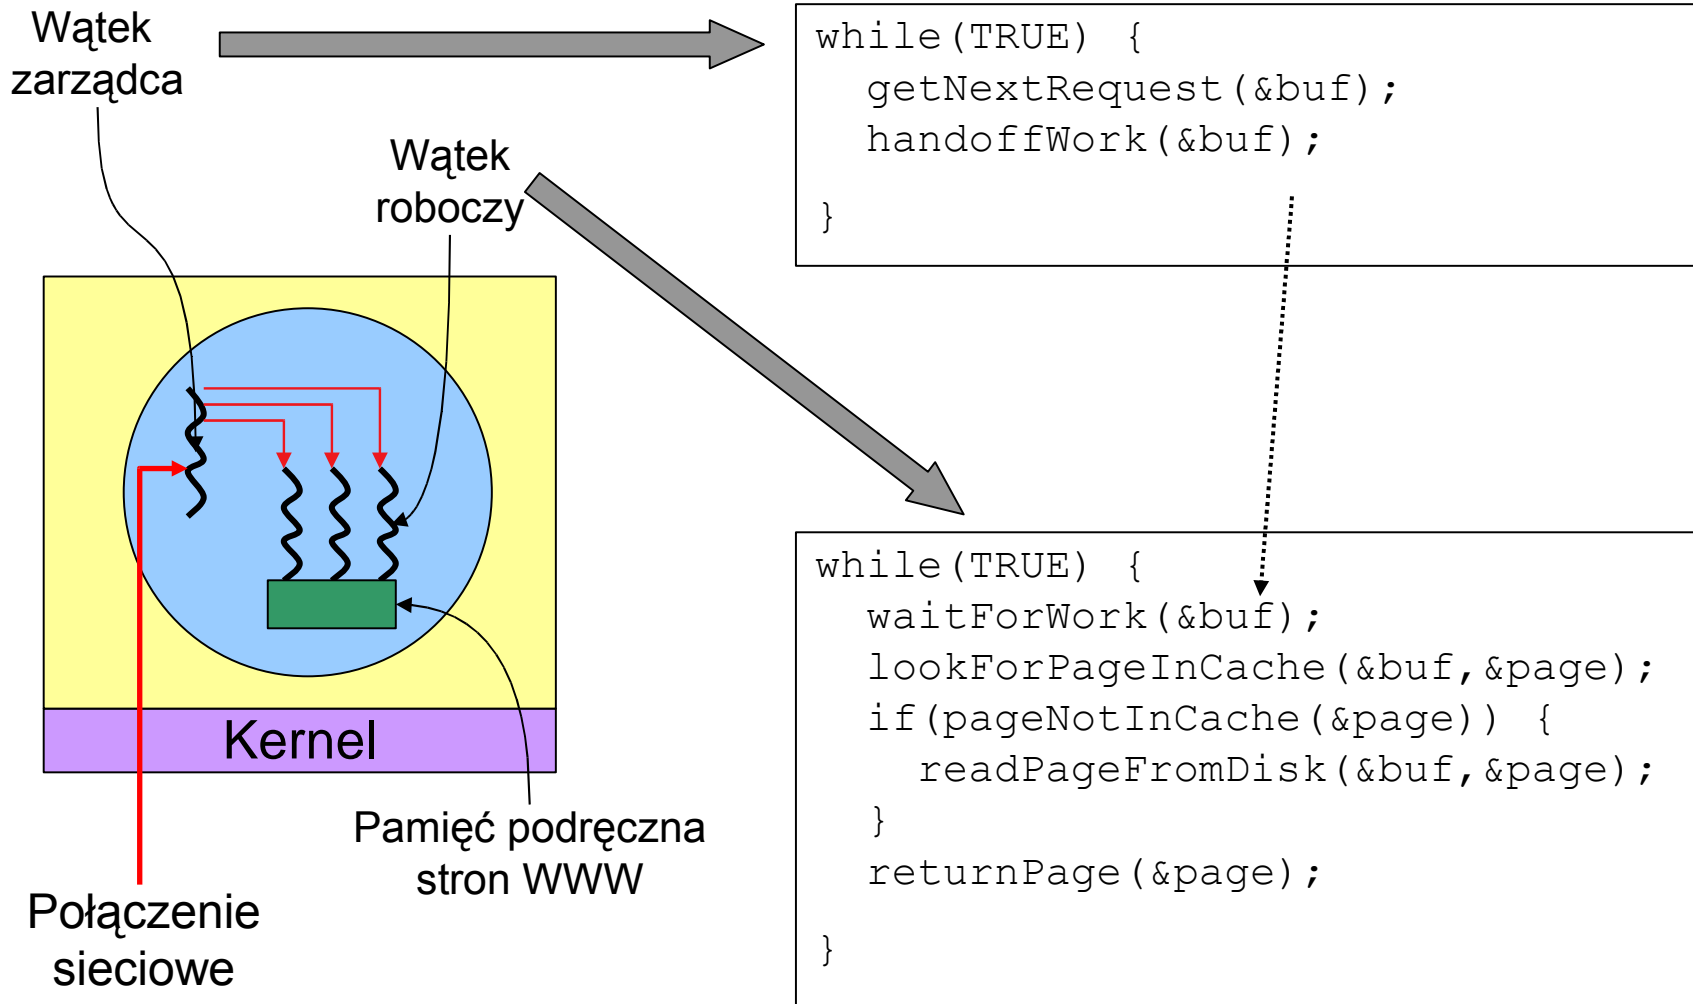 Wątek
zarządca
while(TRUE) {
getNextRequest(&buf);
handoffWork(&buf);
}
Wątek
roboczy
Kernel
Pamięć podręczna
stron WWW
Połączenie
sieciowe
while(TRUE) {
waitForWork(&buf);
lookForPageInCache(&buf,&page);
if(pageNotInCache(&page)) {
readPageFromDisk(&buf,&page);
}
returnPage(&page);
}